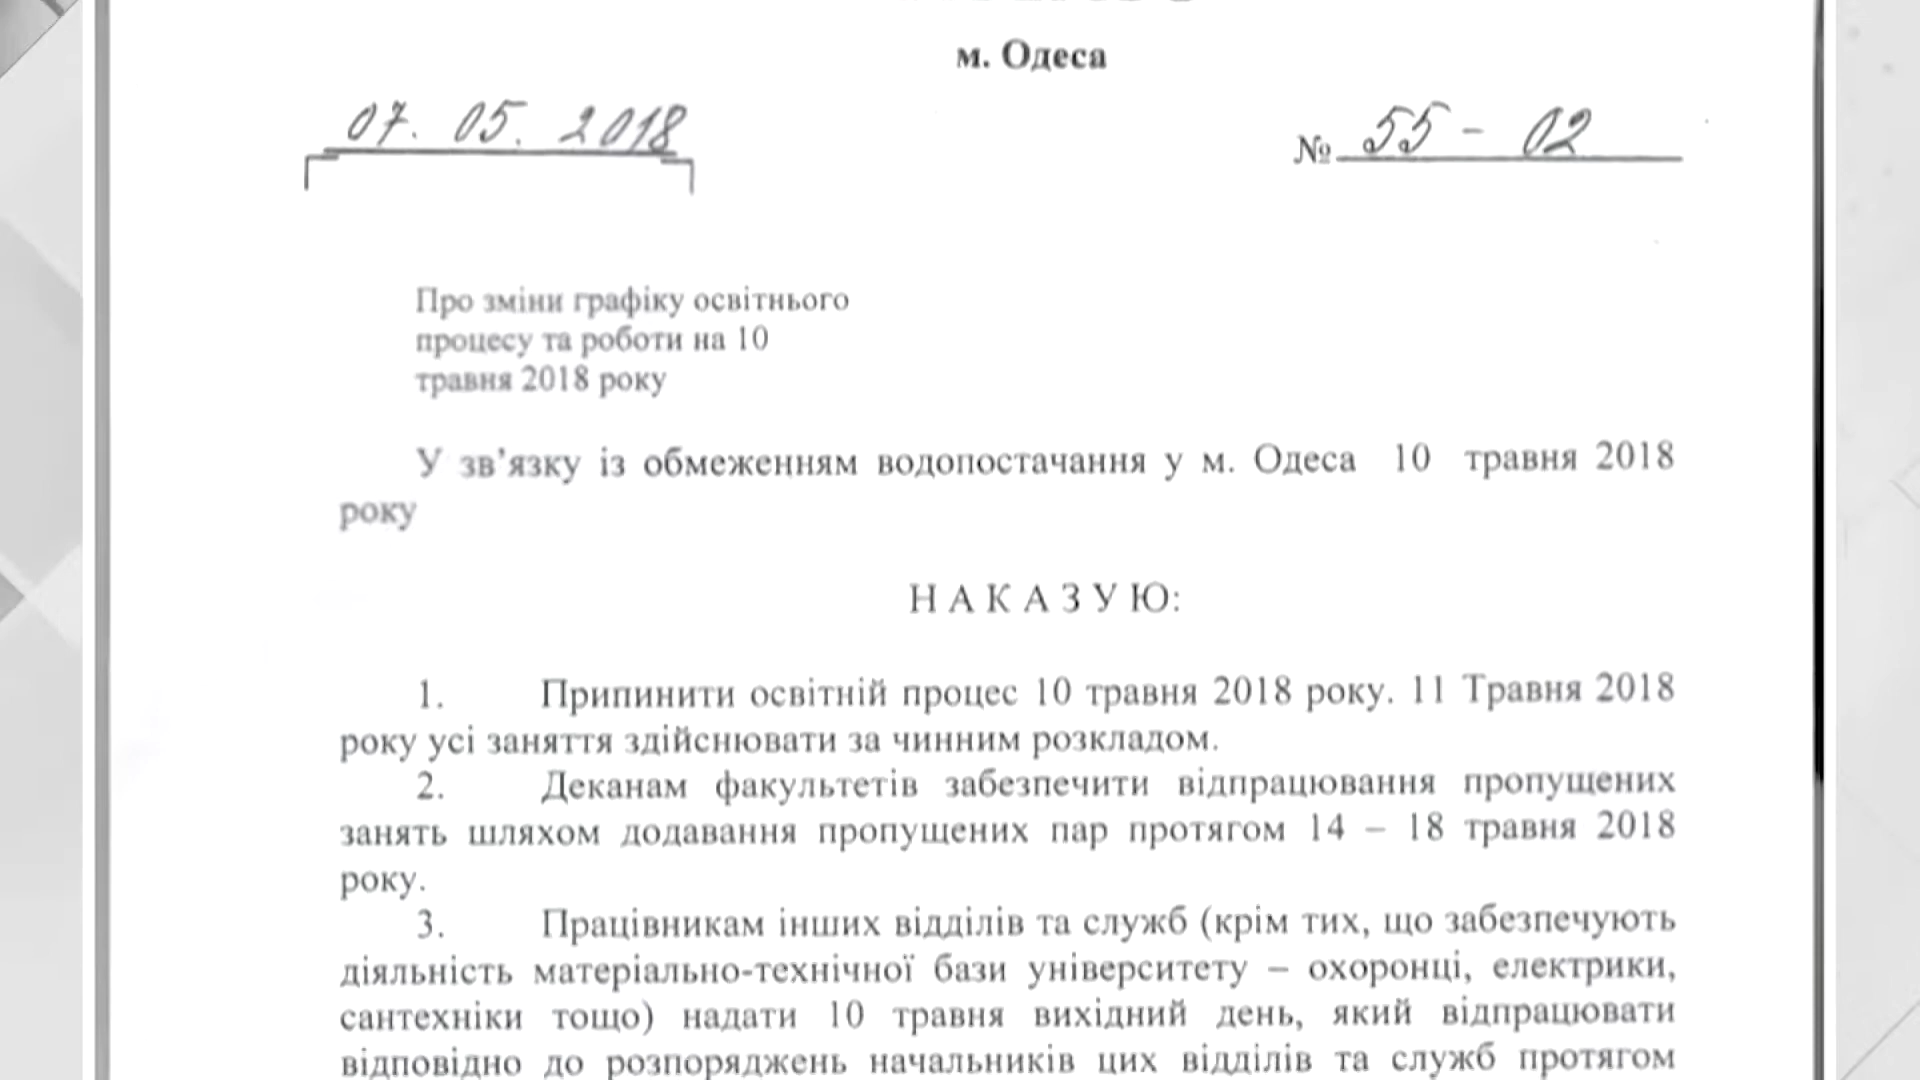 м. Одеса
07. 05. 2018
№ 55 - 02
Про зміни графіку освітнього
процесу та роботи на 10
травня 2018 року
У зв’язку із обмеженням водопостачання у м. Одеса 10 травня 2018
року
Н А К А З У Ю:
1. Припинити освітній процес 10 травня 2018 року. 11 Травня 2018
року усі заняття здійснювати за чинним розкладом.
2. Деканам факультетів забезпечити відпрацювання пропущених
занять шляхом додавання пропущених пар протягом 14 – 18 травня 2018
року.
3. Працівникам інших відділів та служб (крім тих, що забезпечують
діяльність матеріально-технічної бази університету – охоронці, електрики,
сантехніки тощо) надати 10 травня вихідний день, який відпрацювати
відповідно до розпоряджень начальників цих відділів та служб протягом